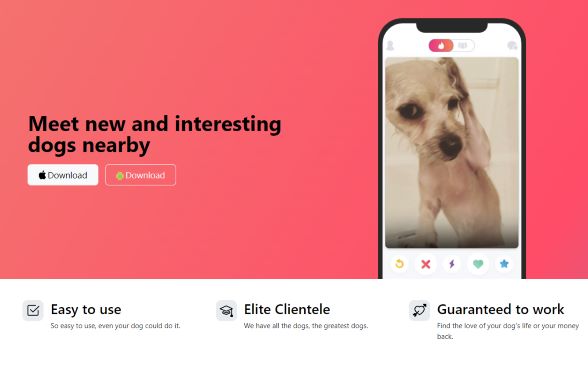 Meet new and interesting
dogs nearby
Download
Download
Easy to use
So easy to use, even your dog could do it.
Elite Clientele
We have all the dogs, the greatest dogs.
Guaranteed to work
Find the love of your dog's life or your money
back.